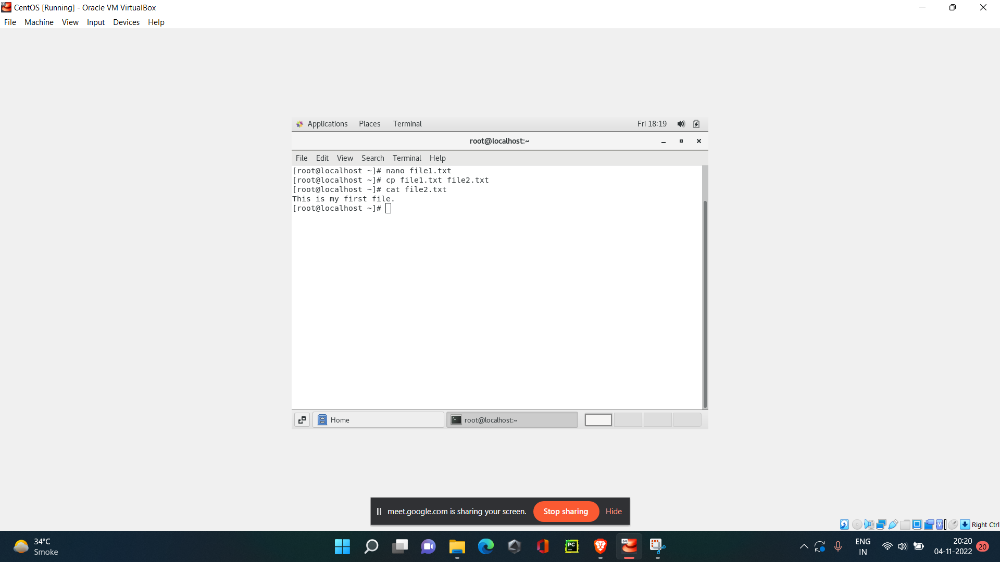 CentOS [Running] - Oracle VM VirtualBox
File Machine View Input Devices Help
Applications Places Terminal Fri 18:19
root@localhost:~
File Edit View Search Terminal Help
[root@localhost ~]# nano file1.txt
[root@localhost ~]# cp file1.txt file2.txt
[root@localhost ~]# cat file2.txt
This is my first file.
[root@localhost ~]#
Home root@localhost:~
meet.google.com is sharing your screen. Stop sharing Hide
Right Ctrl
34°C
Smoke
PC
64
ENG
IN
20:20
04-11-2022
20